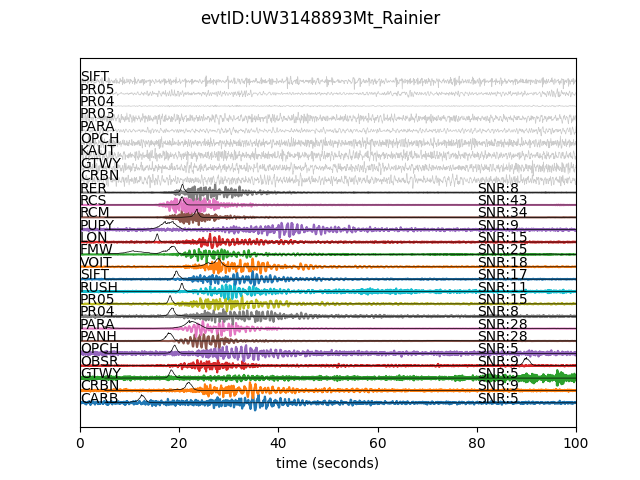 evtID:UW3148893Mt_Rainier
SIFT
PR05
PR04
PR03
PARA
OPCH
KAUT
GTWY
CRBN
RER SNR:8
RCS SNR:43
RCM SNR:34
PUPY SNR:9
LON SNR:15
FMW SNR:25
VOIT SNR:18
SIFT SNR:17
RUSH SNR:11
PR05 SNR:15
PR04 SNR:8
PARA SNR:28
PANH SNR:28
OPCH SNR:5
OBSR SNR:9
GTWY SNR:5
CRBN SNR:9
CARB SNR:5
0 20 40 60 80 100
time (seconds)